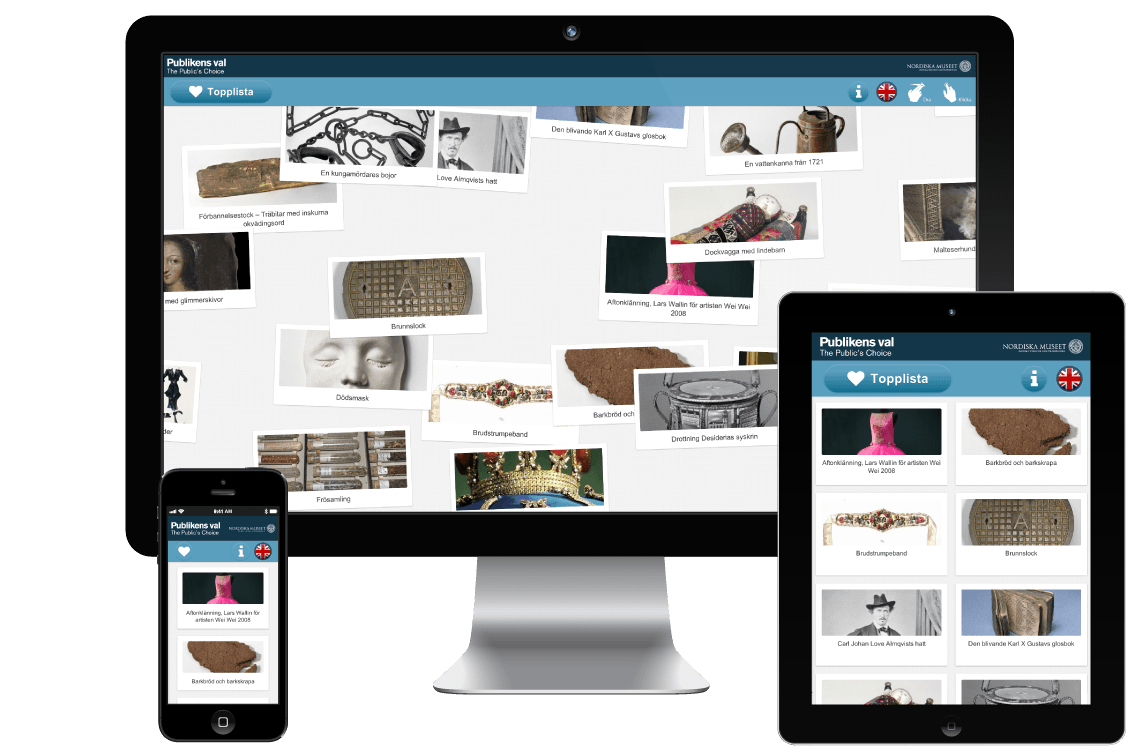 Publikens val
The Public's Choice
NORDISKA MUSEET
Topplista
i
Dra
Klicka
En kungamördares bojor
Love Almqvists hatt
Den blivande Karl X Gustavs glosbok
En vattenkanna från 1721
Förbannelsestock – Träbitar med inskurna
okvädingsord
Dockvagga med lindebarn
Malteserhund
med glimmerskivor
Brunnslock
A
Aftonklänning, Lars Wallin för artisten Wei Wei
2008
Dödsmask
der
Brudstrumpeband
Barkbröd och
Drottning Desiderias syskrin
Frösamling
9:41 AM
Publikens val
The Public's Choice
NORDISKA MUSEET
i
Aftonklänning, Lars Wallin för
artisten Wei Wei 2008
Barkbröd och barkskrapa
Publikens val
The Public's Choice
NORDISKA MUSEET
Topplista
i
Aftonklänning, Lars Wallin för artisten Wei
Wei 2008
Barkbröd och barkskrapa
Brudstrumpeband
A
Brunnslock
Carl Johan Love Almqvists hatt
Den blivande Karl X Gustavs glosbok